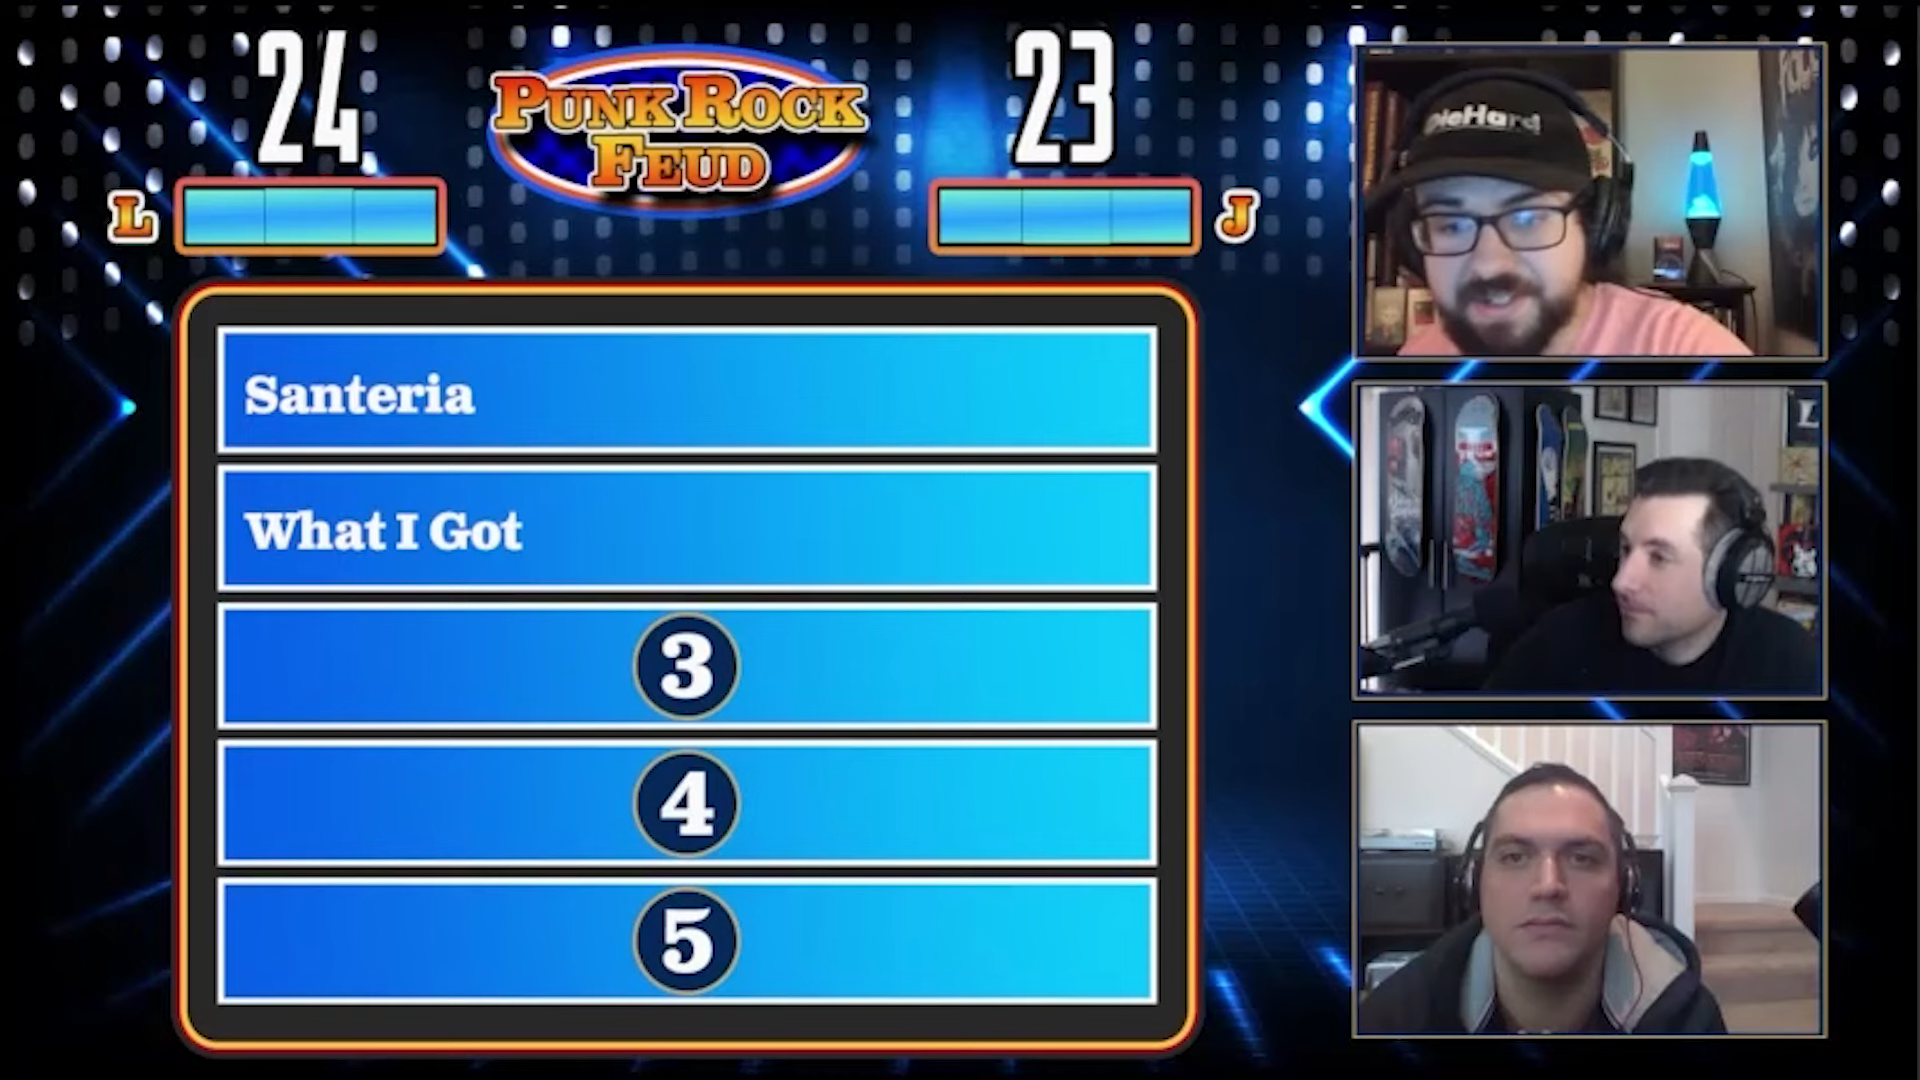 24
PUNK ROCK
FEUD
23
L
J
Santeria
What I Got
3
4
5
DieHard